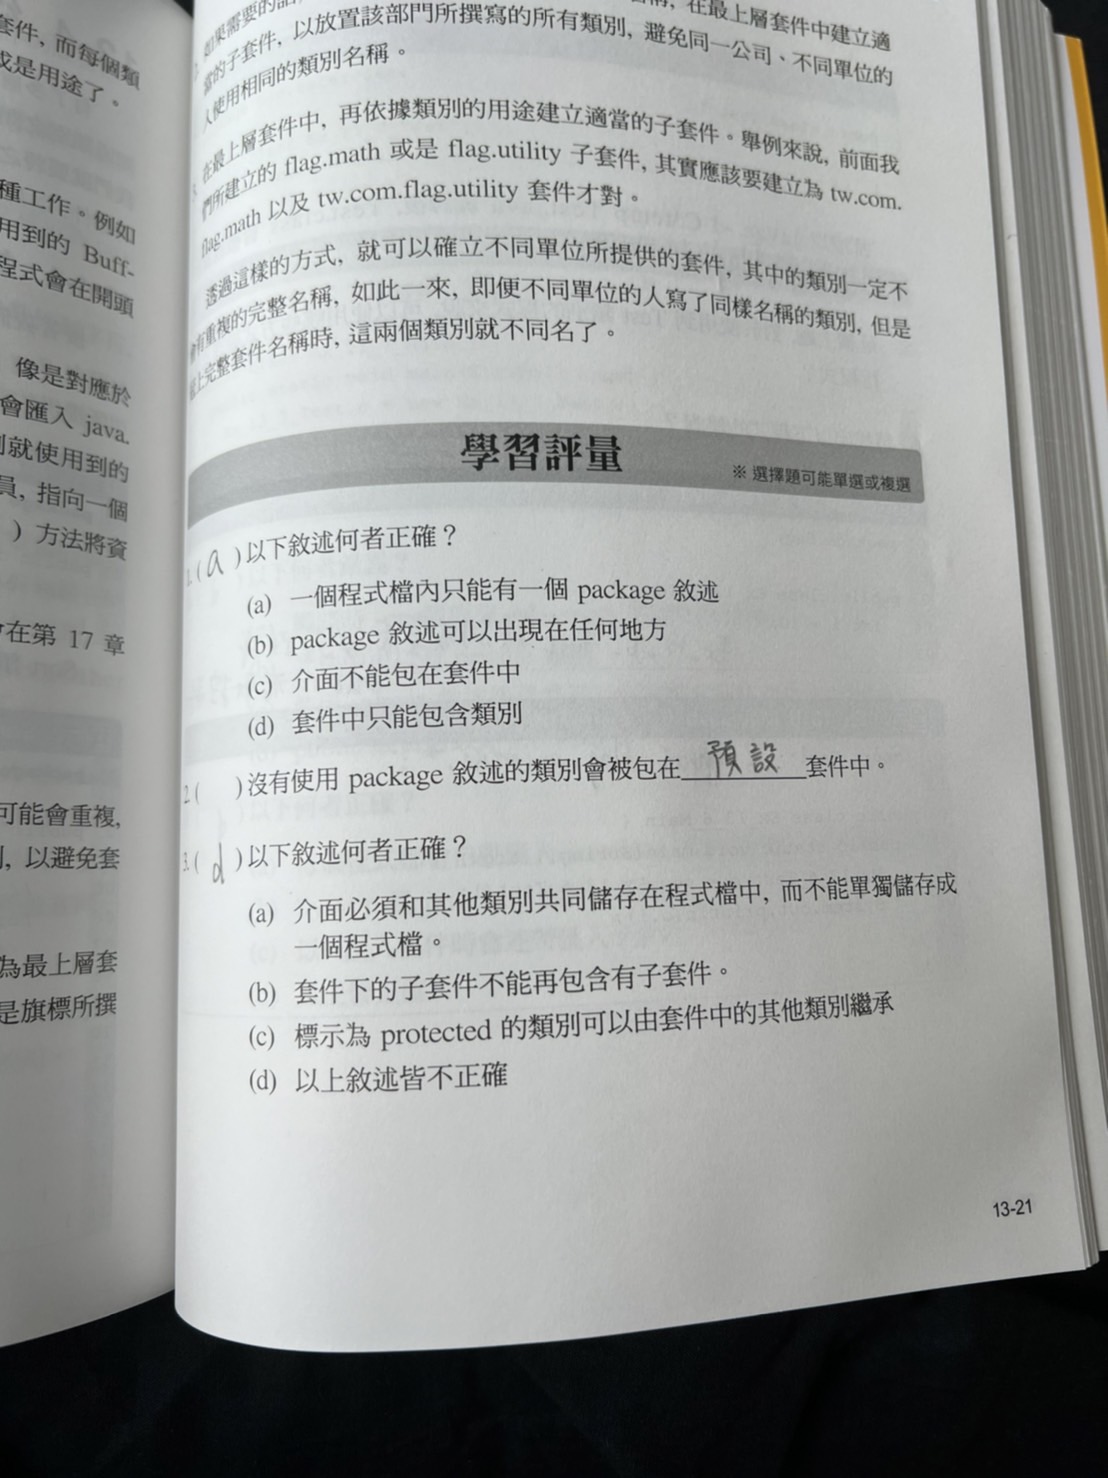 套件, 而每個類
或是用途了。
種工作。例如
用到的 Buff-
程式會在開頭
像是對應於
會匯入 java.
就使用到的
員, 指向一個
) 方法將資
在第 17 章
可能會重複,
, 以避免套
為最上層套
是旗標所撰
如果需要的話
, 在最上層套件中建立適
當的子套件, 以放置該部門所撰寫的所有類別, 避免同一公司、不同單位的
人使用相同的類別名稱。
在最上層套件中, 再依據類別的用途建立適當的子套件。舉例來說, 前面我
們所建立的 flag.math 或是 flag.utility 子套件, 其實應該要建立為 tw.com.
flag.math 以及 tw.com.flag.utility 套件才對。
透過這樣的方式, 就可以確立不同單位所提供的套件, 其中的類別一定不
會有重複的完整名稱, 如此一來, 即便不同單位的人寫了同樣名稱的類別, 但是
上完整套件名稱時, 這兩個類別就不同名了。
學習評量
※ 選擇題可能單選或複選
1. ( a ) 以下敘述何者正確?
(a) 一個程式檔內只能有一個 package 敘述
(b) package 敘述可以出現在任何地方
(c) 介面不能包在套件中
(d) 套件中只能包含類別
2. ( ) 沒有使用 package 敘述的類別會被包在 預設 套件中。
3. ( d ) 以下敘述何者正確?
(a) 介面必須和其他類別共同儲存在程式檔中, 而不能單獨儲存成
一個程式檔。
(b) 套件下的子套件不能再包含有子套件。
(c) 標示為 protected 的類別可以由套件中的其他類別繼承
(d) 以上敘述皆不正確
13-21